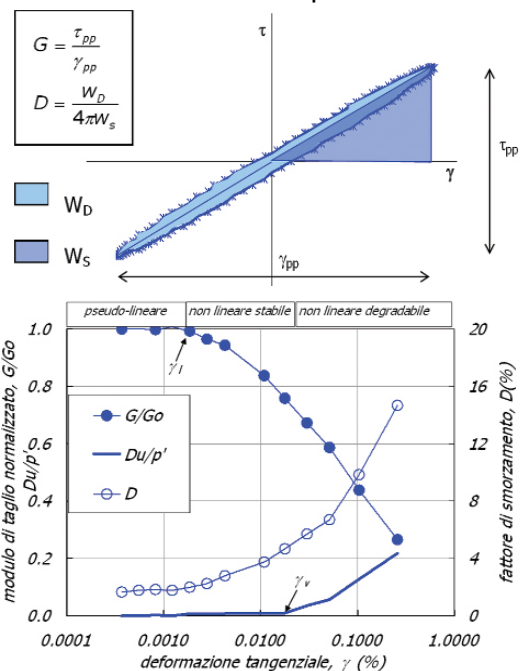 G = τpp / γpp
D = WD / 4πWs
τ
γ
τpp
γpp
WD
WS
pseudo-lineare
non lineare stabile
non lineare degradabile
modulo di taglio normalizzato, G/Go
Du/p'
1.0
0.8
0.6
0.4
0.2
0.0
γl
G/Go
Du/p'
D
γv
20
16
12
8
4
0
fattore di smorzamento, D(%)
0.0001
0.0010
0.0100
0.1000
1.0000
deformazione tangenziale, γ (%)